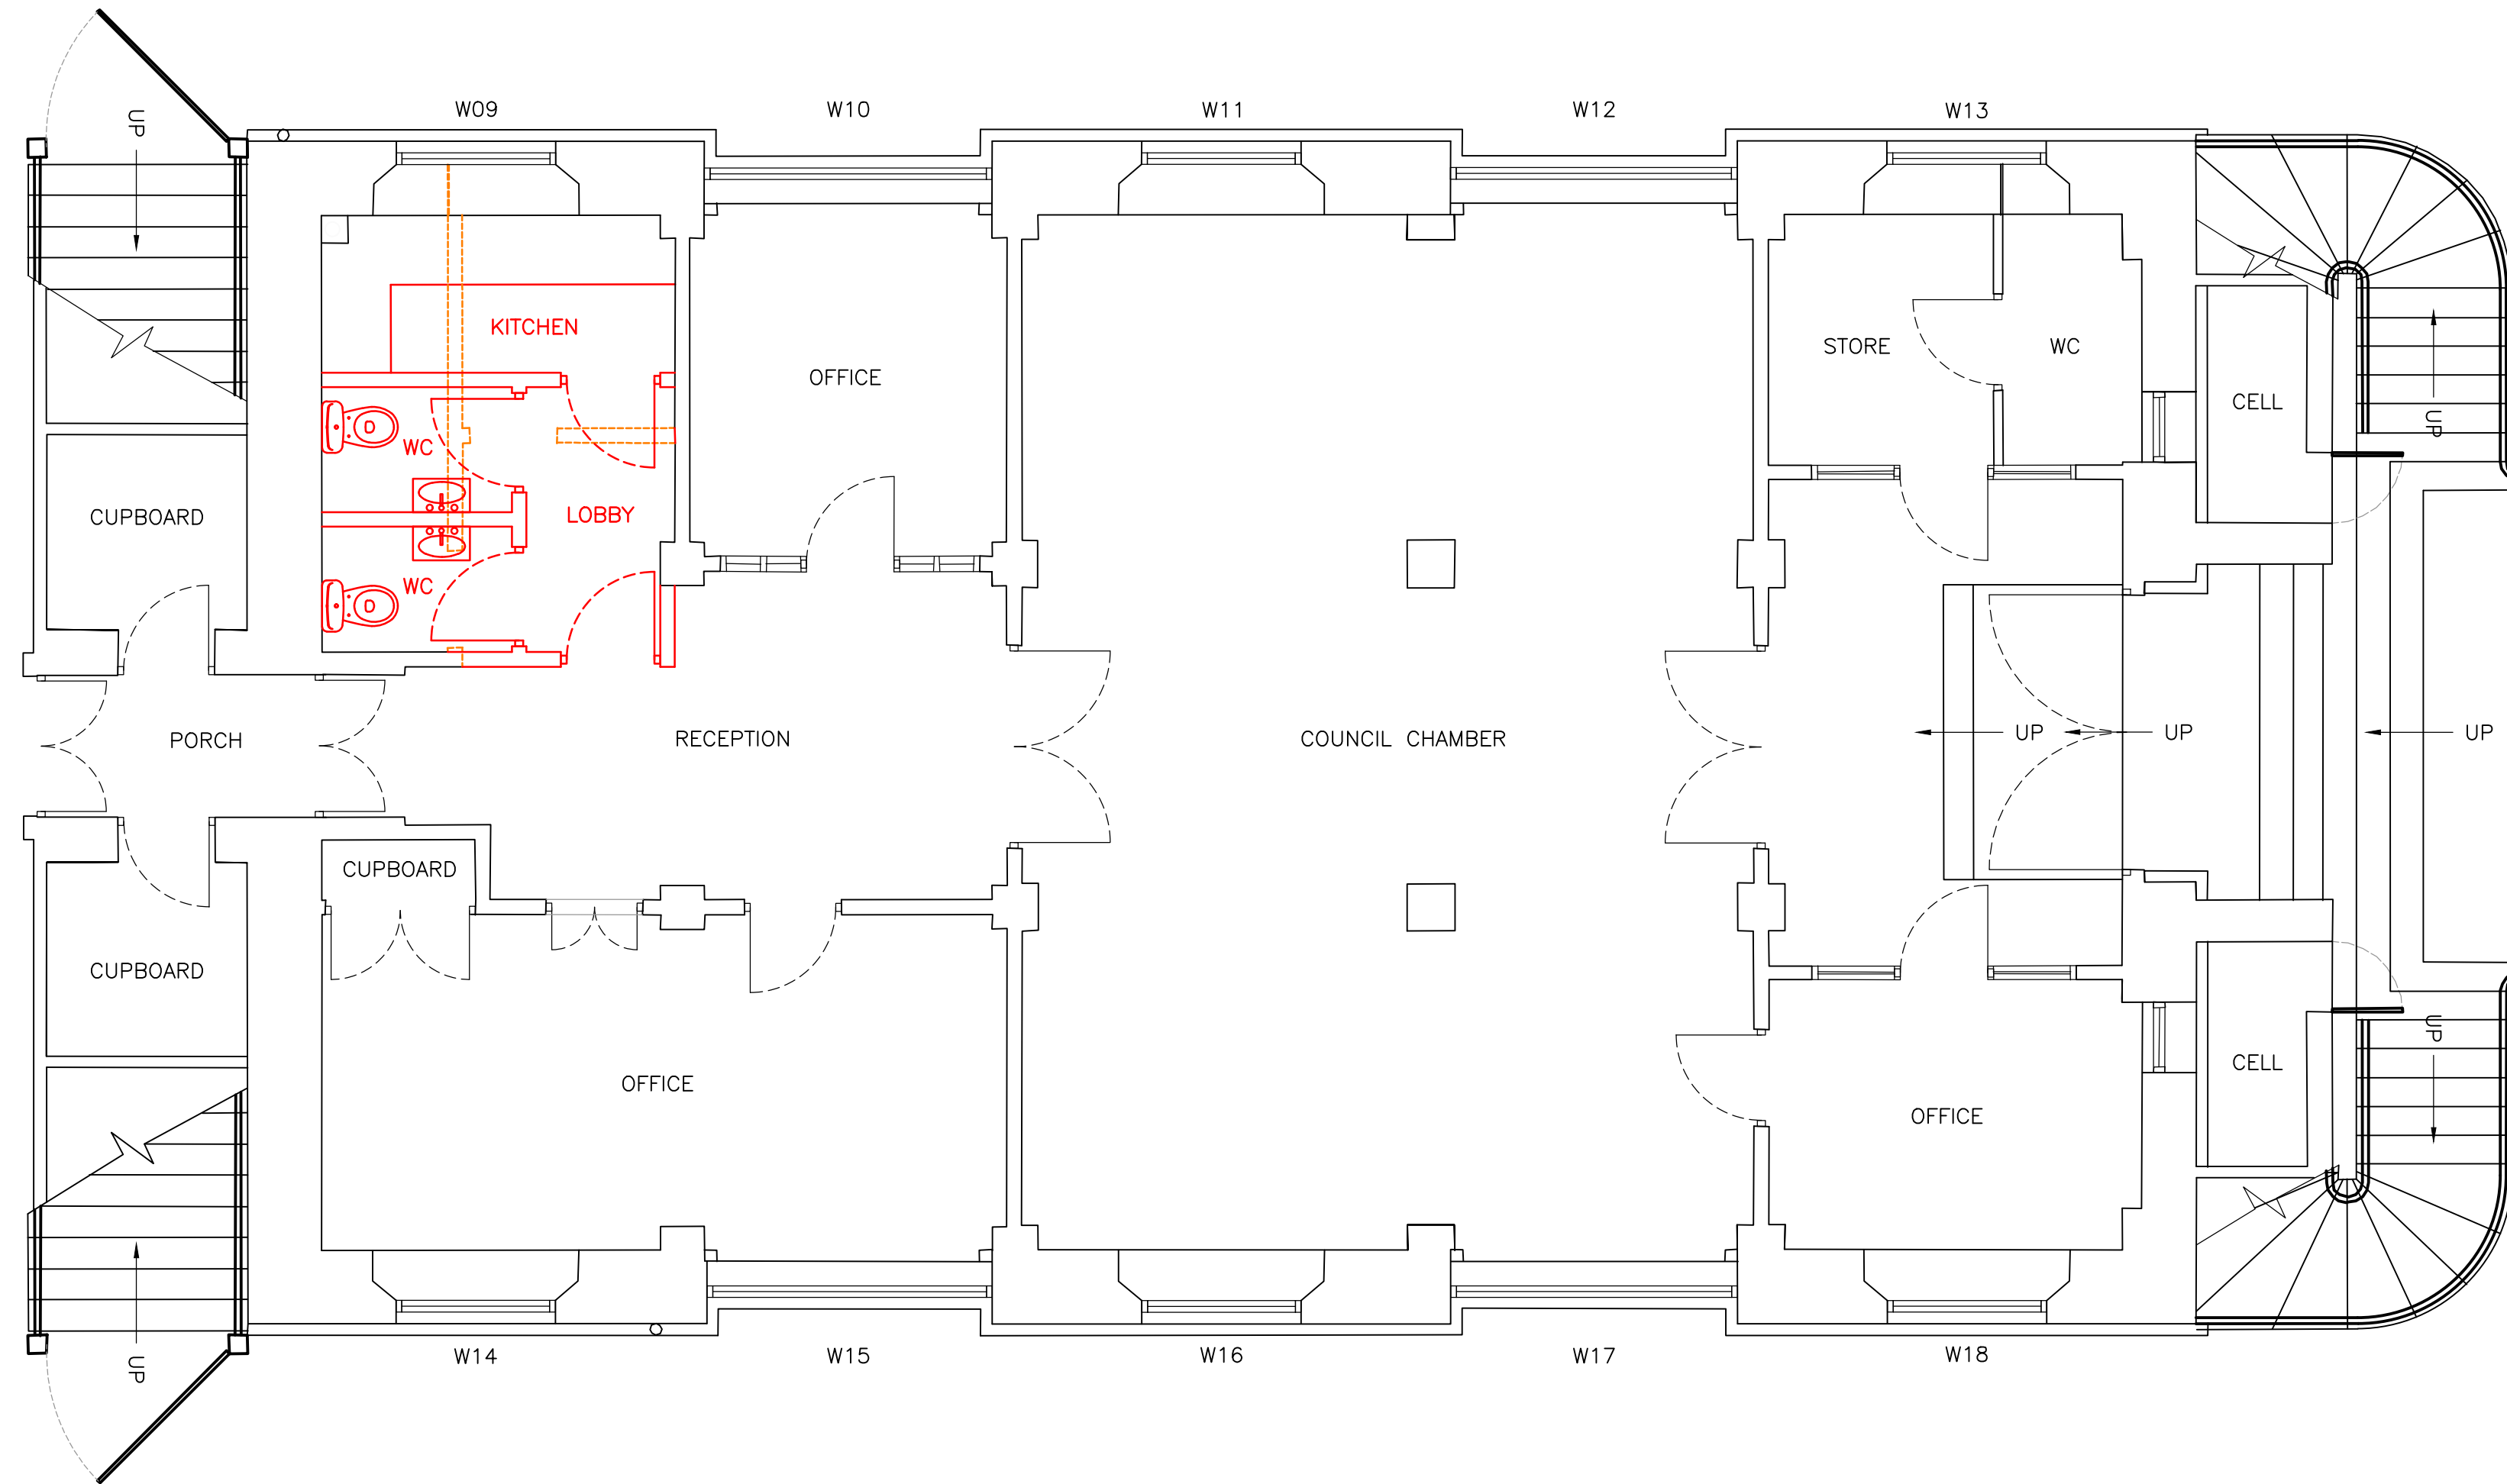 W09
W10
W11
W12
W13
UP
KITCHEN
OFFICE
STORE
WC
CELL
UP
WC
CUPBOARD
LOBBY
WC
PORCH
RECEPTION
COUNCIL CHAMBER
UP
UP
UP
CUPBOARD
CUPBOARD
OFFICE
UP
CELL
OFFICE
UP
W14
W15
W16
W17
W18